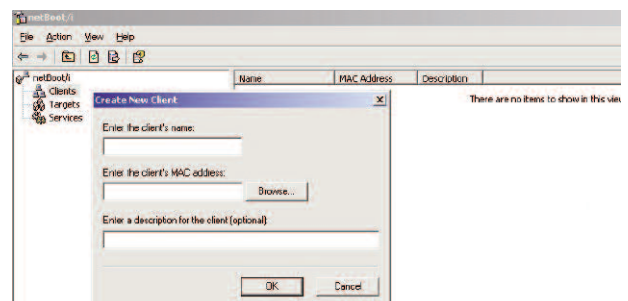 netBoot/i
File Action View Help
netBoot/i
Clients
Targets
Services
Name MAC Address Description
There are no items to show in this view
Create New Client
Enter the client's name:
Enter the client's MAC address:
Browse...
Enter a description for the client (optional)
OK Cancel